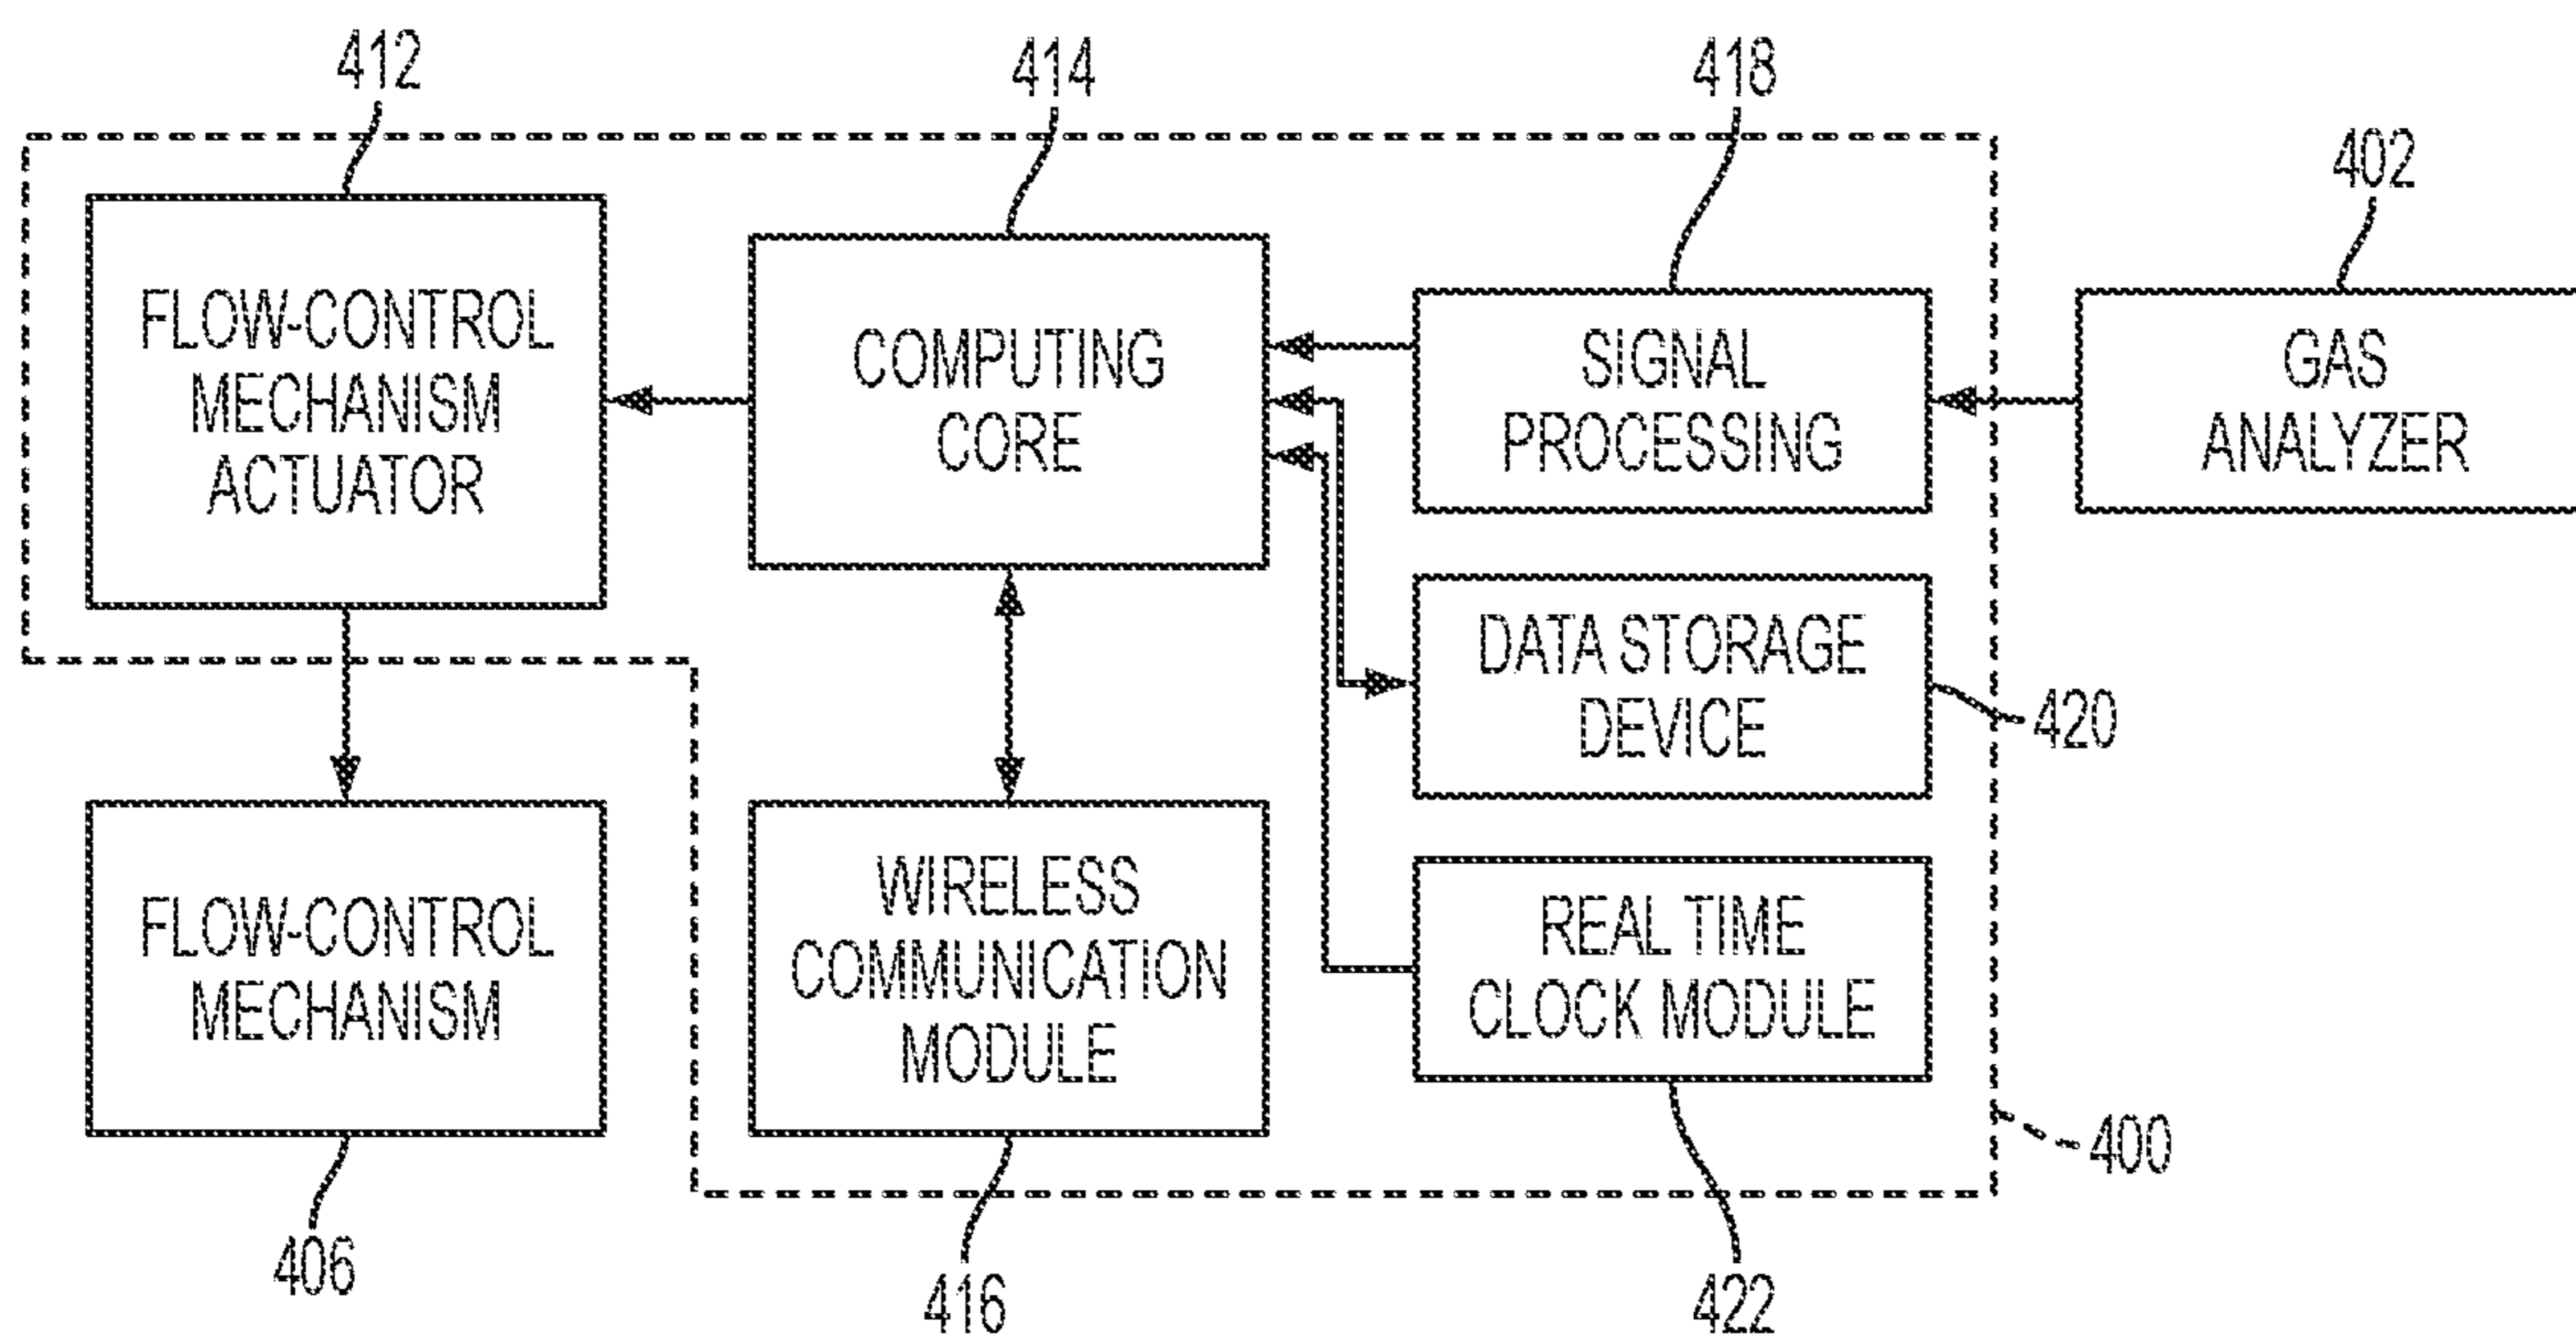 412
414
418
402
FLOW-CONTROL
MECHANISM
ACTUATOR
COMPUTING
CORE
SIGNAL
PROCESSING
GAS
ANALYZER
DATA STORAGE
DEVICE
420
FLOW-CONTROL
MECHANISM
WIRELESS
COMMUNICATION
MODULE
REAL TIME
CLOCK MODULE
400
406
416
422